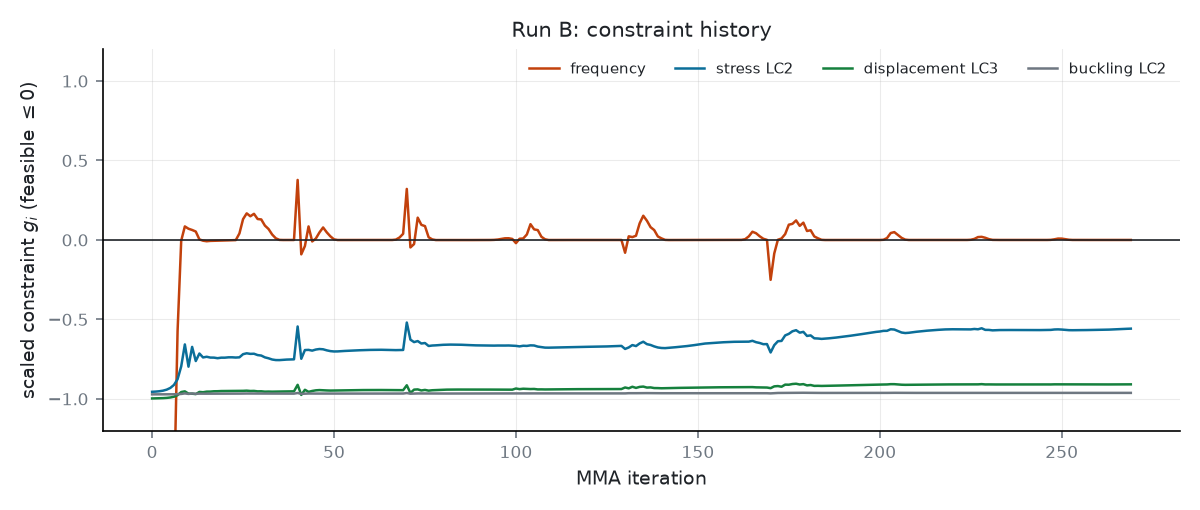 Run B: constraint history
frequency
stress LC2
displacement LC3
buckling LC2
scaled constraint gᵢ (feasible ≤ 0)
1.0
0.5
0.0
−0.5
−1.0
0
50
100
150
200
250
MMA iteration